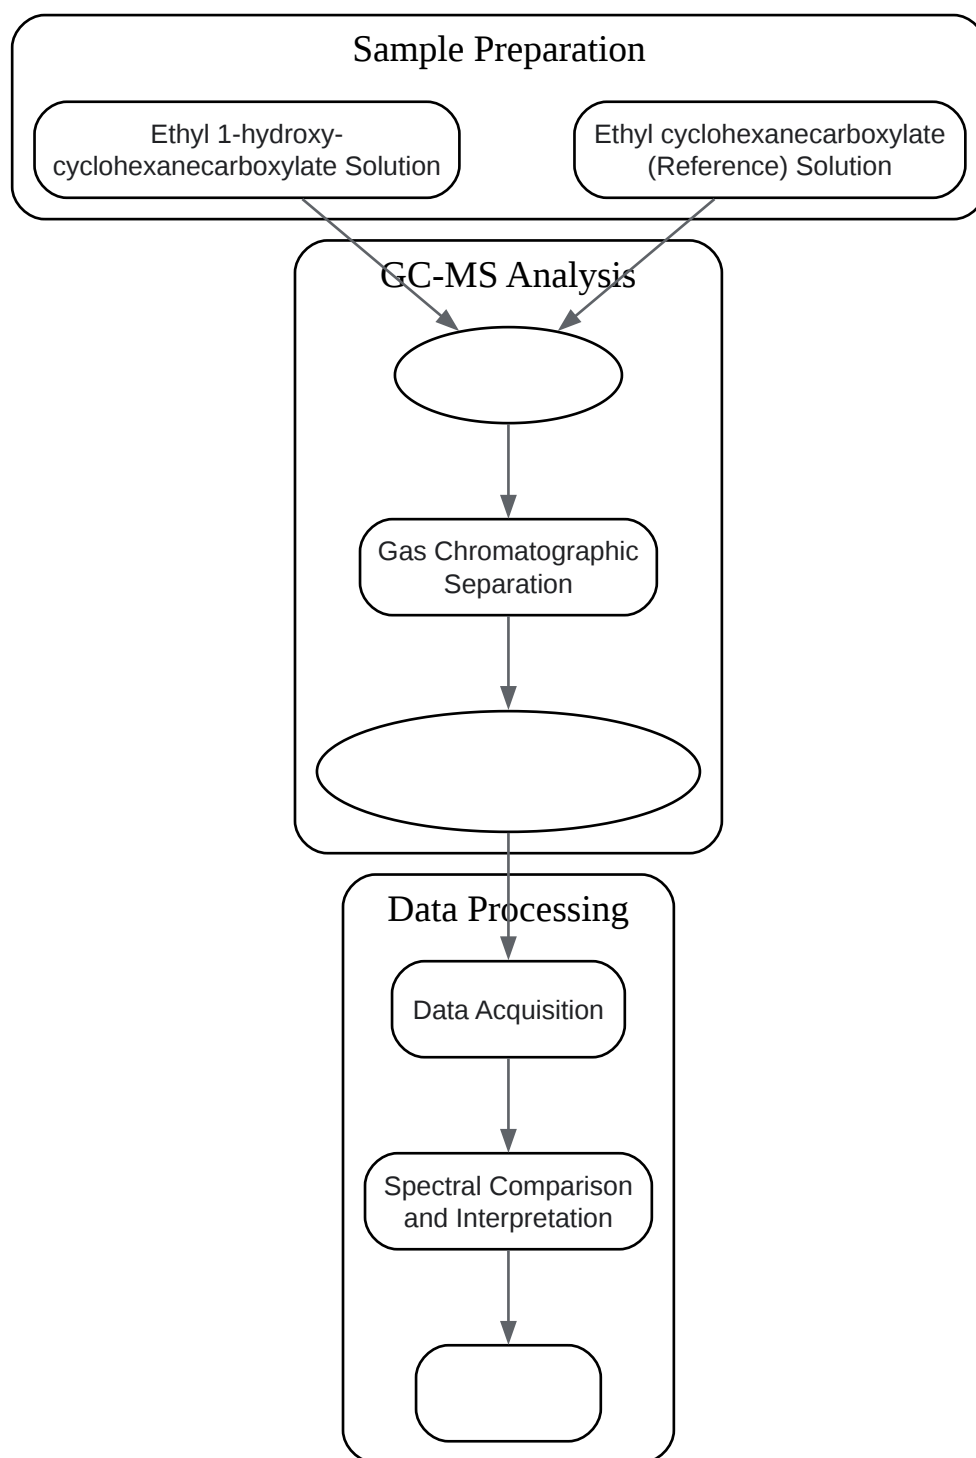 Sample Preparation
Ethyl 1-hydroxy-
cyclohexanecarboxylate Solution
Ethyl cyclohexanecarboxylate
(Reference) Solution
GC-MS Analysis
Gas Chromatographic
Separation
Data Processing
Data Acquisition
Spectral Comparison
and Interpretation